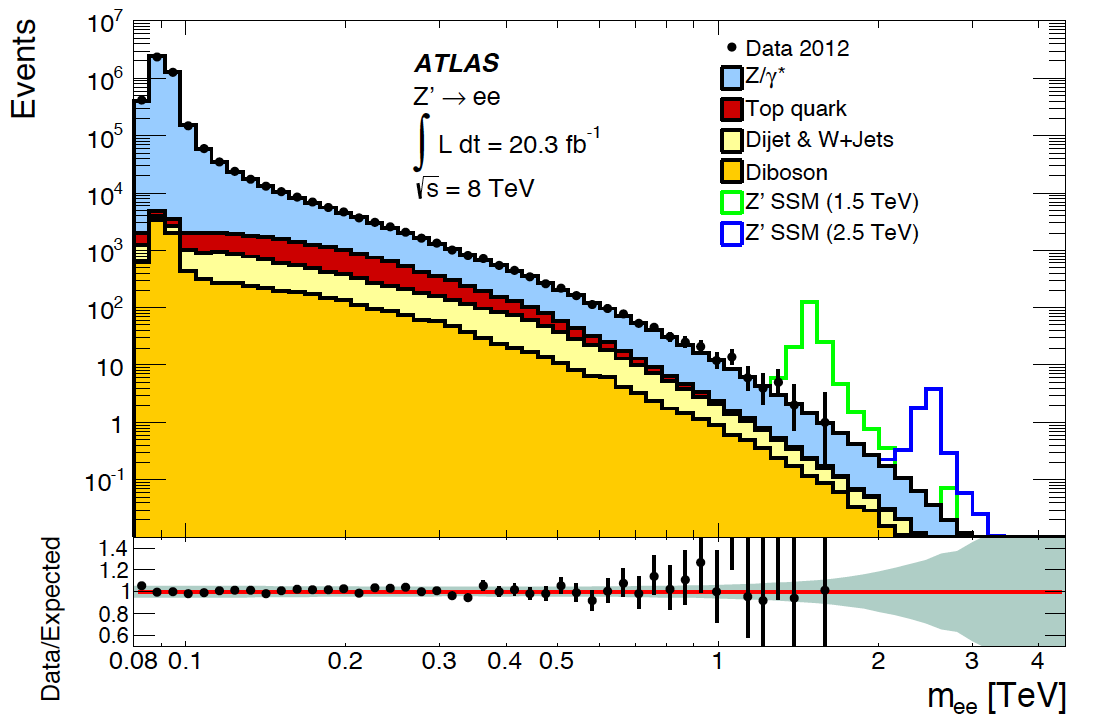 Events
10^7
10^6
10^5
10^4
10^3
10^2
10
1
10^-1
ATLAS
Z' → ee
∫ L dt = 20.3 fb^-1
√s = 8 TeV
Data 2012
Z/γ*
Top quark
Dijet & W+Jets
Diboson
Z' SSM (1.5 TeV)
Z' SSM (2.5 TeV)
Data/Expected
1.4
1.2
1
0.8
0.6
0.08 0.1 0.2 0.3 0.4 0.5 1 2 3 4
m_ee [TeV]